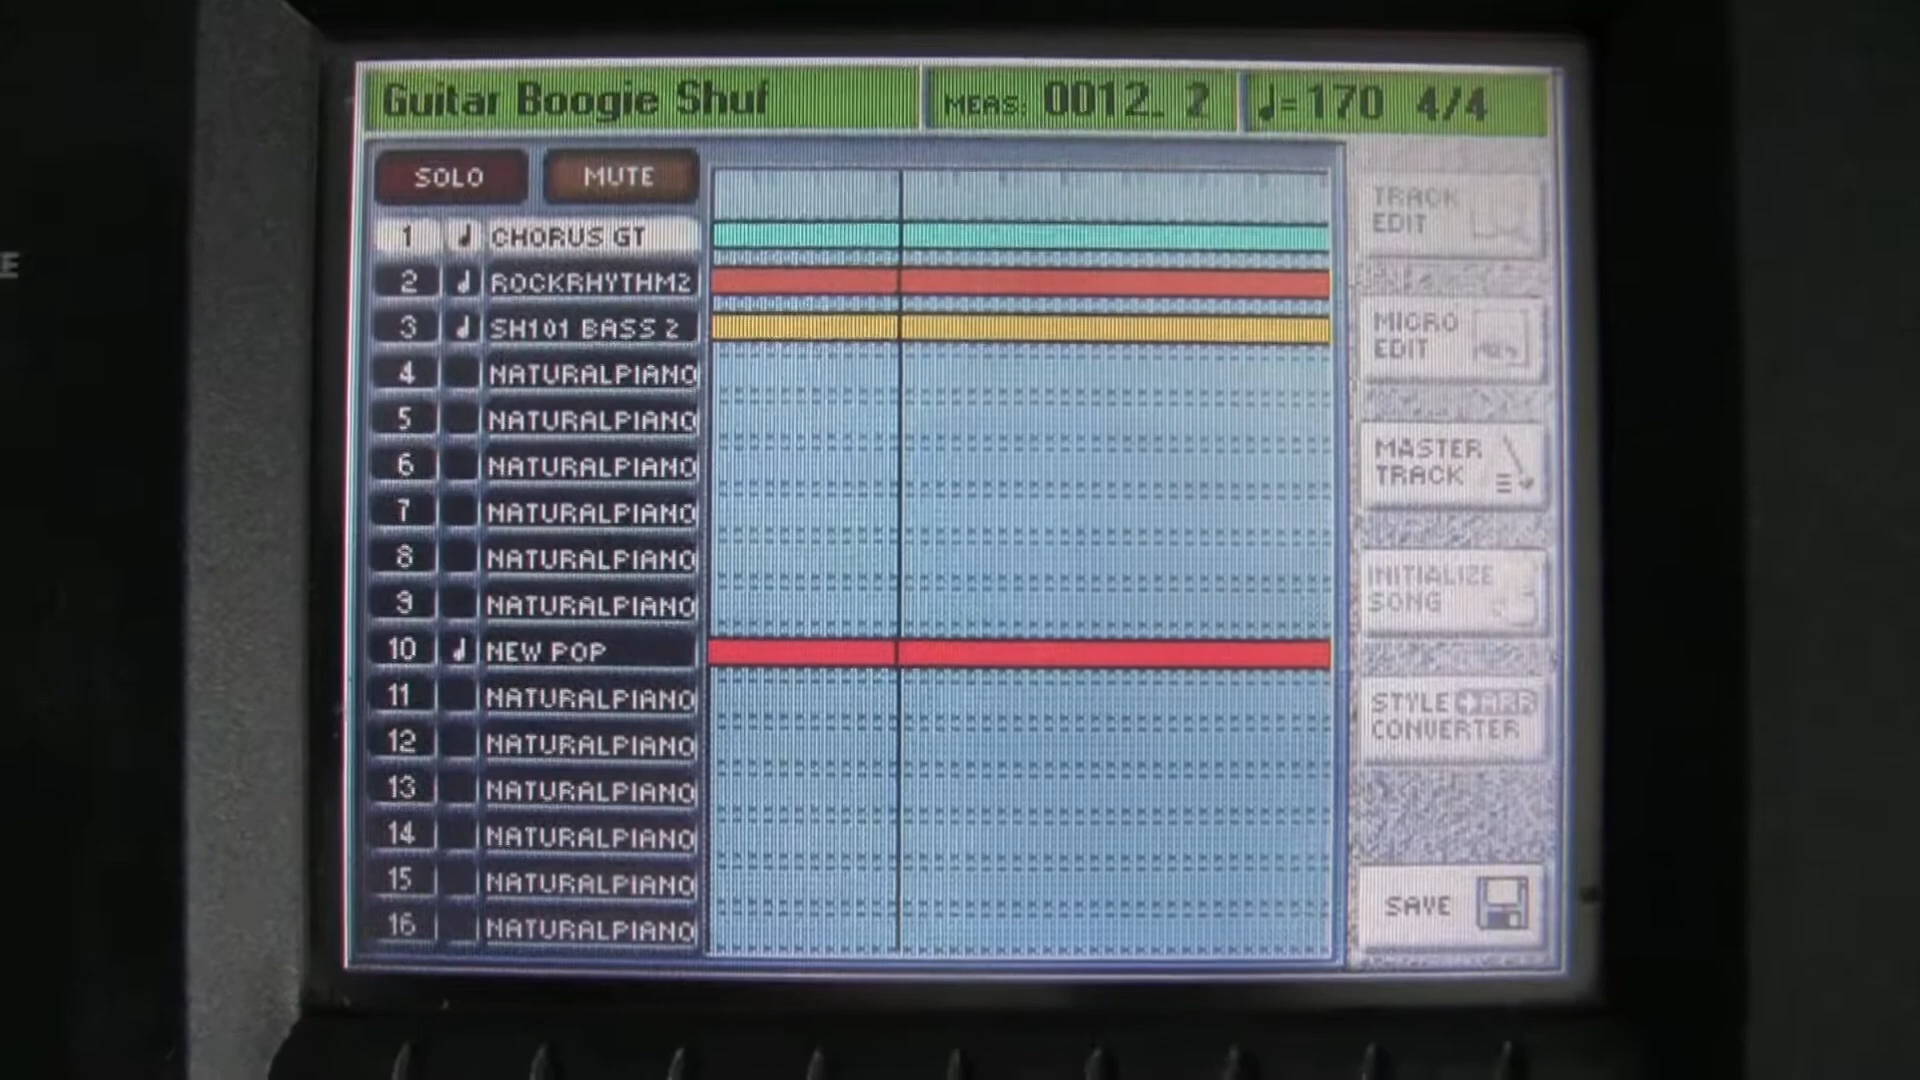 Guitar Boogie Shuf MEAS: 0012. 2 ♩=170 4/4
SOLO MUTE
1 CHORUS GT
2 ROCKRHYTHM2
3 SH101 BASS 2
4 NATURALPIANO
5 NATURALPIANO
6 NATURALPIANO
7 NATURALPIANO
8 NATURALPIANO
9 NATURALPIANO
10 NEW POP
11 NATURALPIANO
12 NATURALPIANO
13 NATURALPIANO
14 NATURALPIANO
15 NATURALPIANO
16 NATURALPIANO
TRACK
EDIT
MICRO
EDIT
MASTER
TRACK
INITIALIZE
SONG
STYLE ARR
CONVERTER
SAVE
E